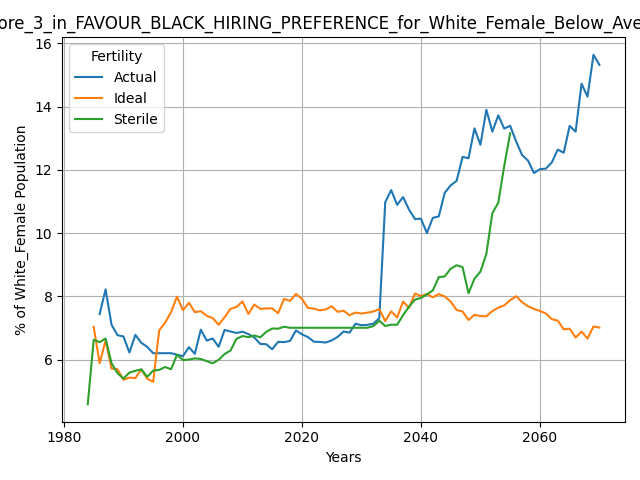 ore_3_in_FAVOUR_BLACK_HIRING_PREFERENCE_for_White_Female_Below_Ave
16
14
12
10
8
6
% of White_Female Population
Fertility
Actual
Ideal
Sterile
1980
2000
2020
2040
2060
Years